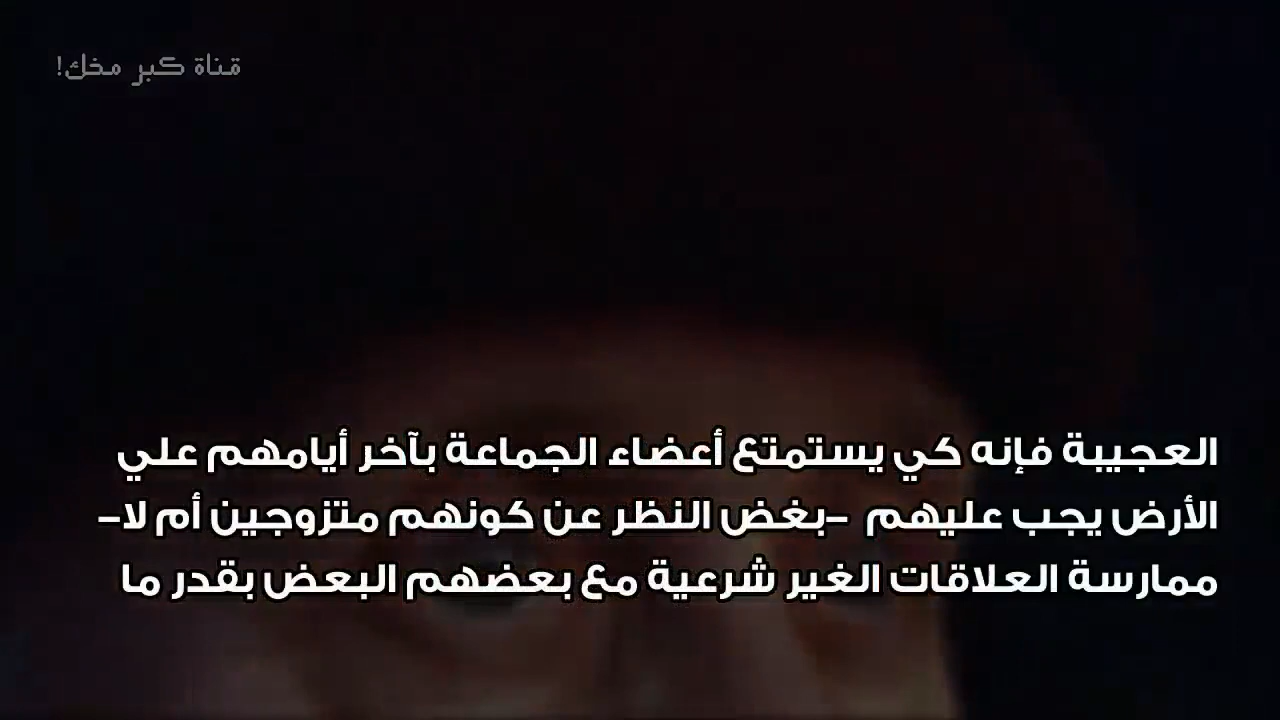 قناة كبر مخك!
العجيبة فإنه كي يستمتع أعضاء الجماعة بآخر أيامهم علي
الأرض يجب عليهم -بغض النظر عن كونهم متزوجين أم لا-
ممارسة العلاقات الغير شرعية مع بعضهم البعض بقدر ما